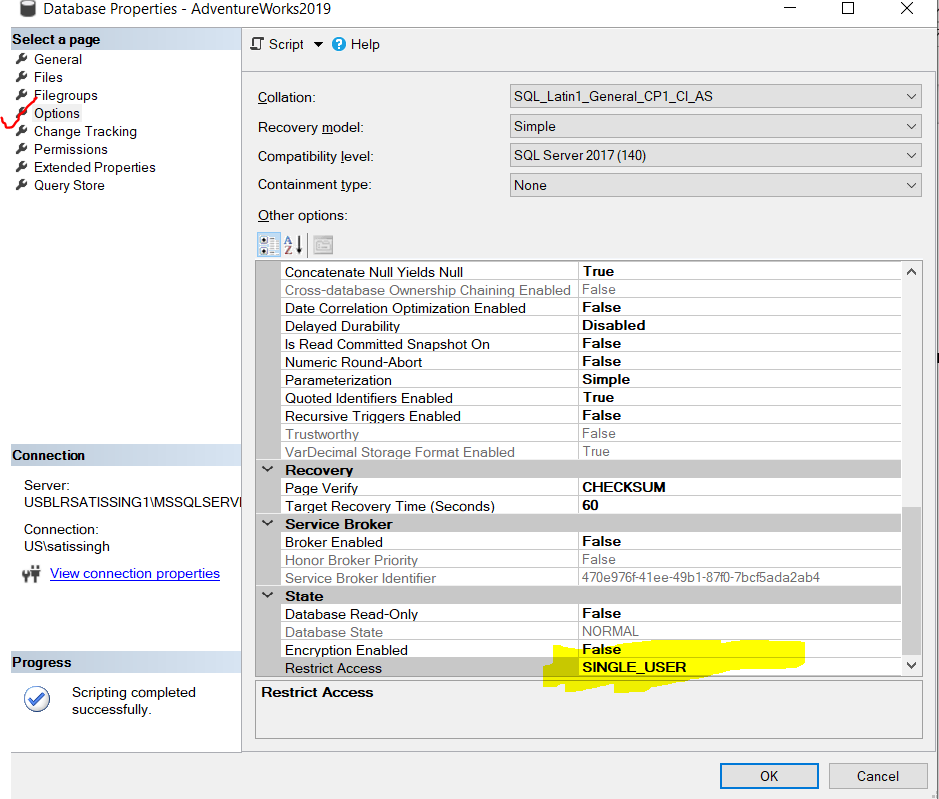 Database Properties - AdventureWorks2019
Select a page
General
Files
Filegroups
Options
Change Tracking
Permissions
Extended Properties
Query Store
Connection
Server:
USBLRSATISSING1\MSSQLSERVE
Connection:
US\satissingh
View connection properties
Progress
Scripting completed
successfully.
Script
Help
Collation: SQL_Latin1_General_CP1_CI_AS
Recovery model: Simple
Compatibility level: SQL Server 2017 (140)
Containment type: None
Other options:
A
Z
Concatenate Null Yields Null True
Cross-database Ownership Chaining Enabled False
Date Correlation Optimization Enabled False
Delayed Durability Disabled
Is Read Committed Snapshot On False
Numeric Round-Abort False
Parameterization Simple
Quoted Identifiers Enabled True
Recursive Triggers Enabled False
Trustworthy False
VarDecimal Storage Format Enabled True
Recovery
Page Verify CHECKSUM
Target Recovery Time (Seconds) 60
Service Broker
Broker Enabled False
Honor Broker Priority False
Service Broker Identifier 470e976f-41ee-49b1-87f0-7bcf5ada2ab4
State
Database Read-Only False
Database State NORMAL
Encryption Enabled False
Restrict Access SINGLE_USER
Restrict Access
OK
Cancel